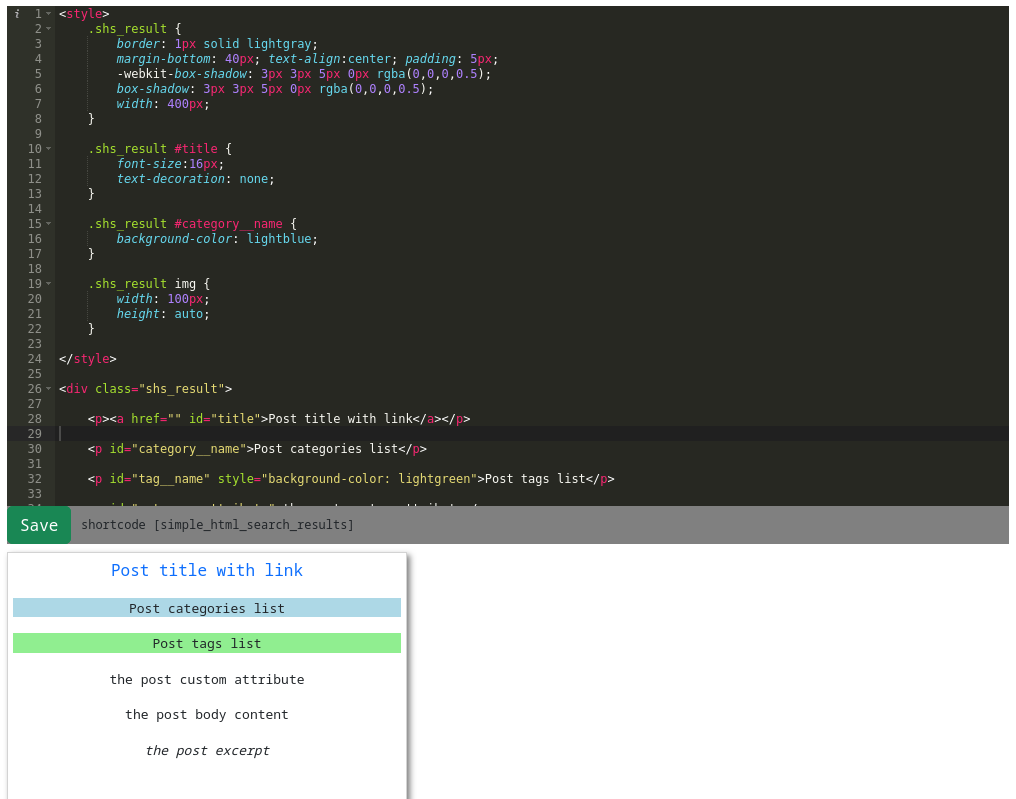 i 1 <style>
2 .shs_result {
3 border: 1px solid lightgray;
4 margin-bottom: 40px; text-align:center; padding: 5px;
5 -webkit-box-shadow: 3px 3px 5px 0px rgba(0,0,0,0.5);
6 box-shadow: 3px 3px 5px 0px rgba(0,0,0,0.5);
7 width: 400px;
8 }
9
10 .shs_result #title {
11 font-size:16px;
12 text-decoration: none;
13 }
14
15 .shs_result #category__name {
16 background-color: lightblue;
17 }
18
19 .shs_result img {
20 width: 100px;
21 height: auto;
22 }
23
24 </style>
25
26 <div class="shs_result">
27
28 <p><a href="" id="title">Post title with link</a></p>
29
30 <p id="category__name">Post categories list</p>
31
32 <p id="tag__name" style="background-color: lightgreen">Post tags list</p>
33
Save shortcode [simple_html_search_results]
Post title with link
Post categories list
Post tags list
the post custom attribute
the post body content
the post excerpt